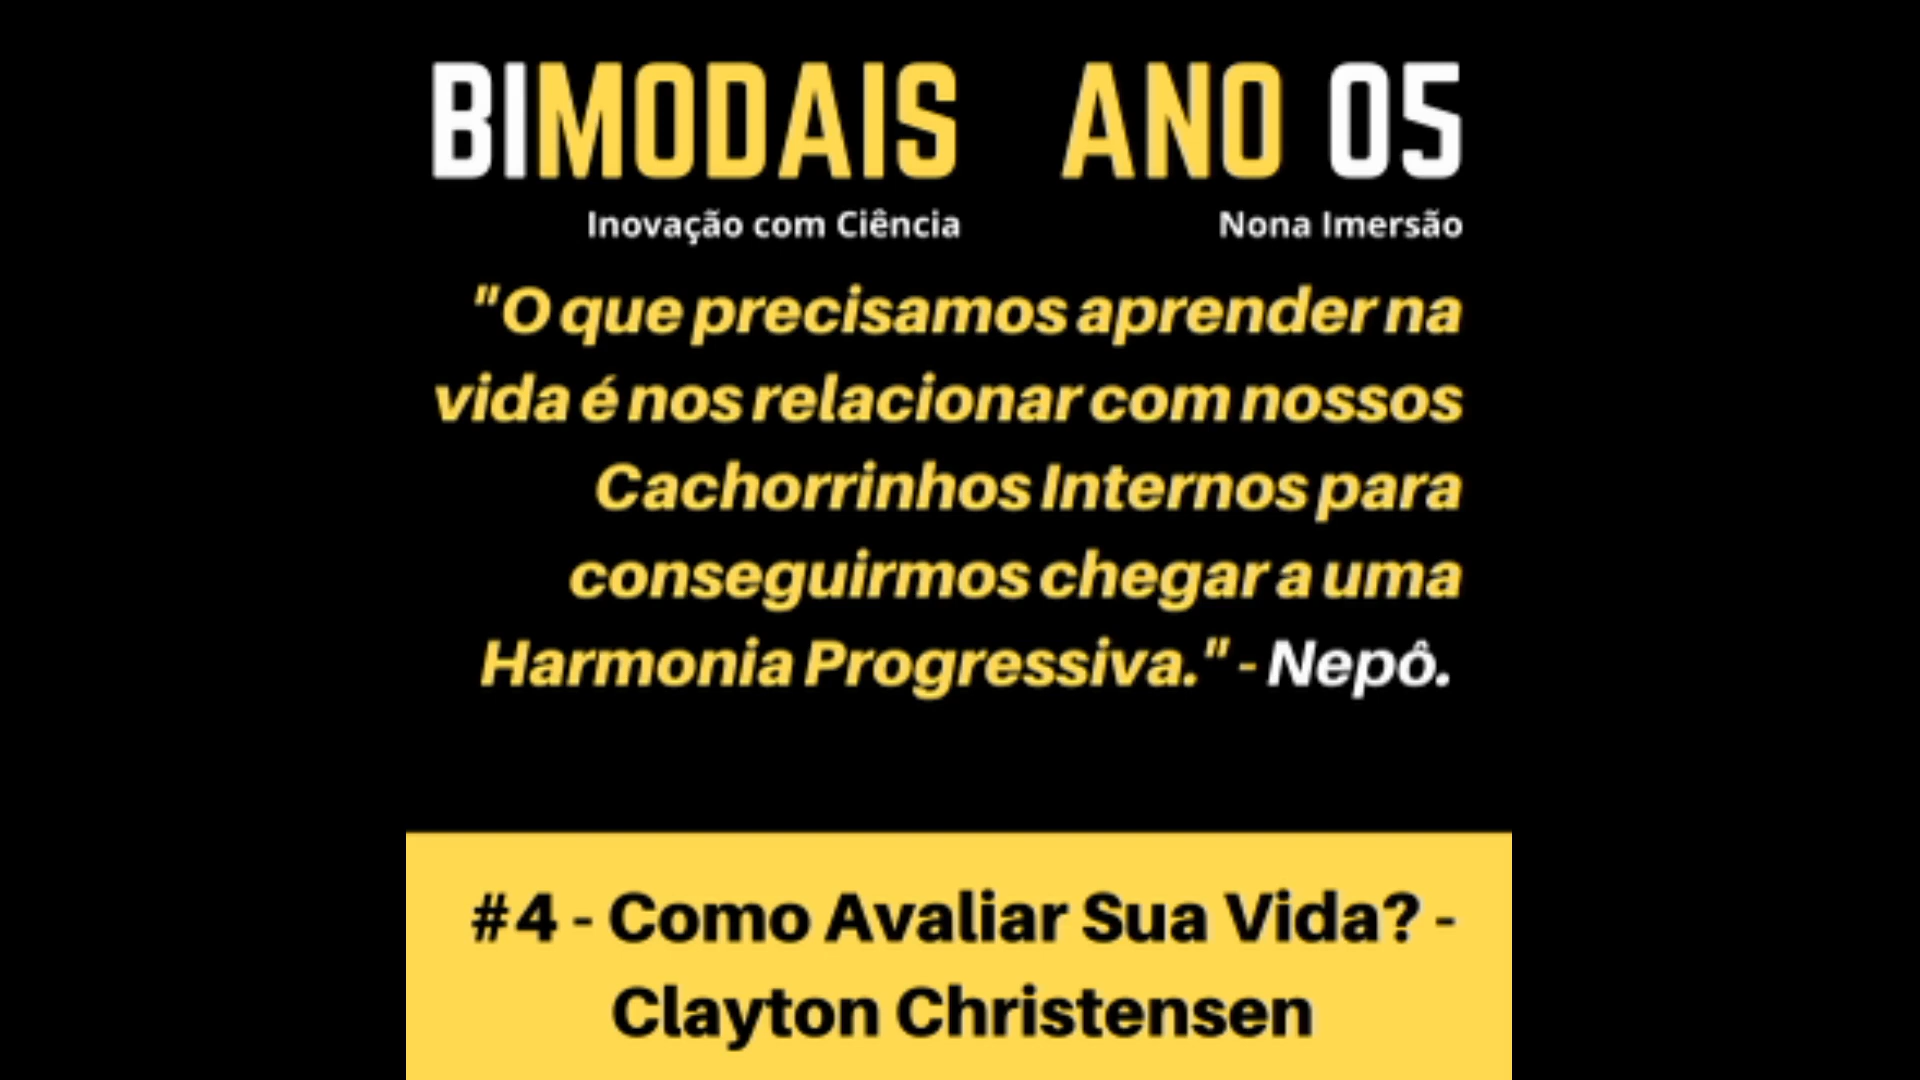 BIMODAIS ANO 05
Inovação com Ciência Nona Imersão
"O que precisamos aprender na
vida é nos relacionar com nossos
Cachorrinhos Internos para
conseguirmos chegar a uma
Harmonia Progressiva." - Nepô.
#4 - Como Avaliar Sua Vida? -
Clayton Christensen